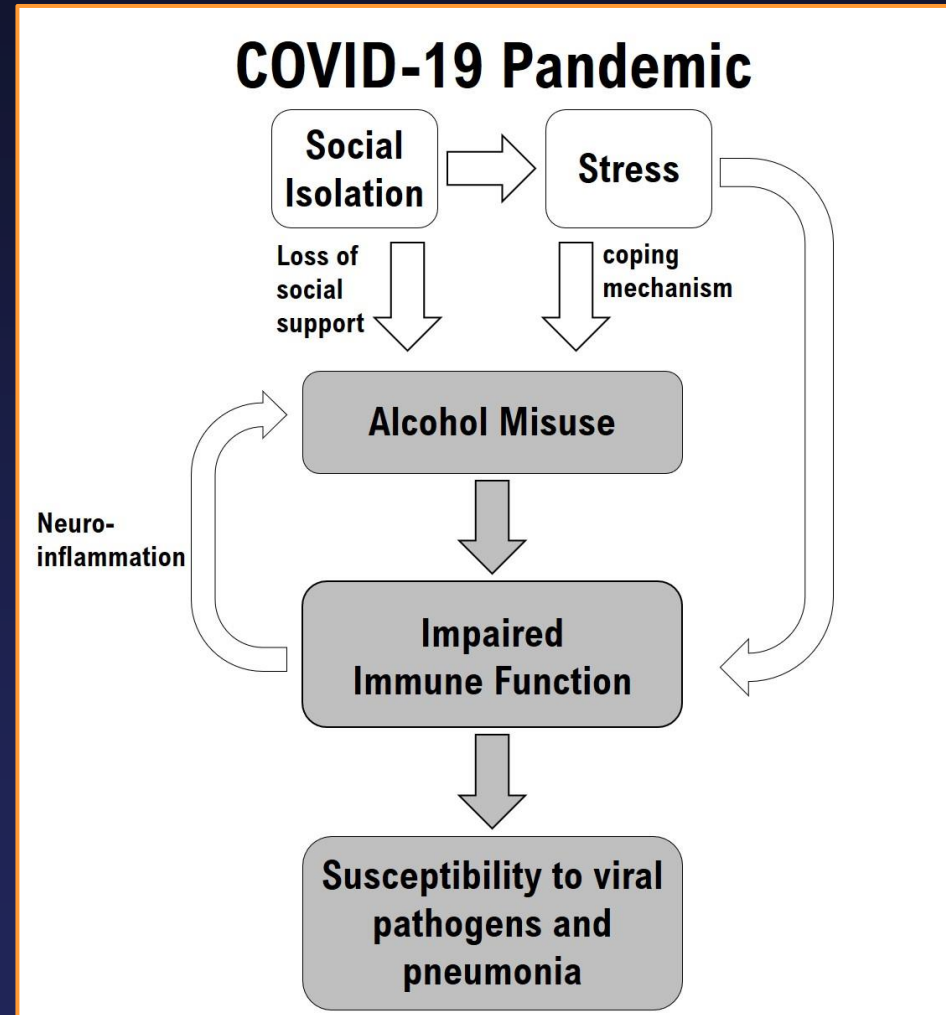 COVID-19 Pandemic
Social
Isolation
Stress
Loss of
social
support
coping
mechanism
Alcohol Misuse
Neuro-
inflammation
Impaired
Immune Function
Susceptibility to viral
pathogens and
pneumonia